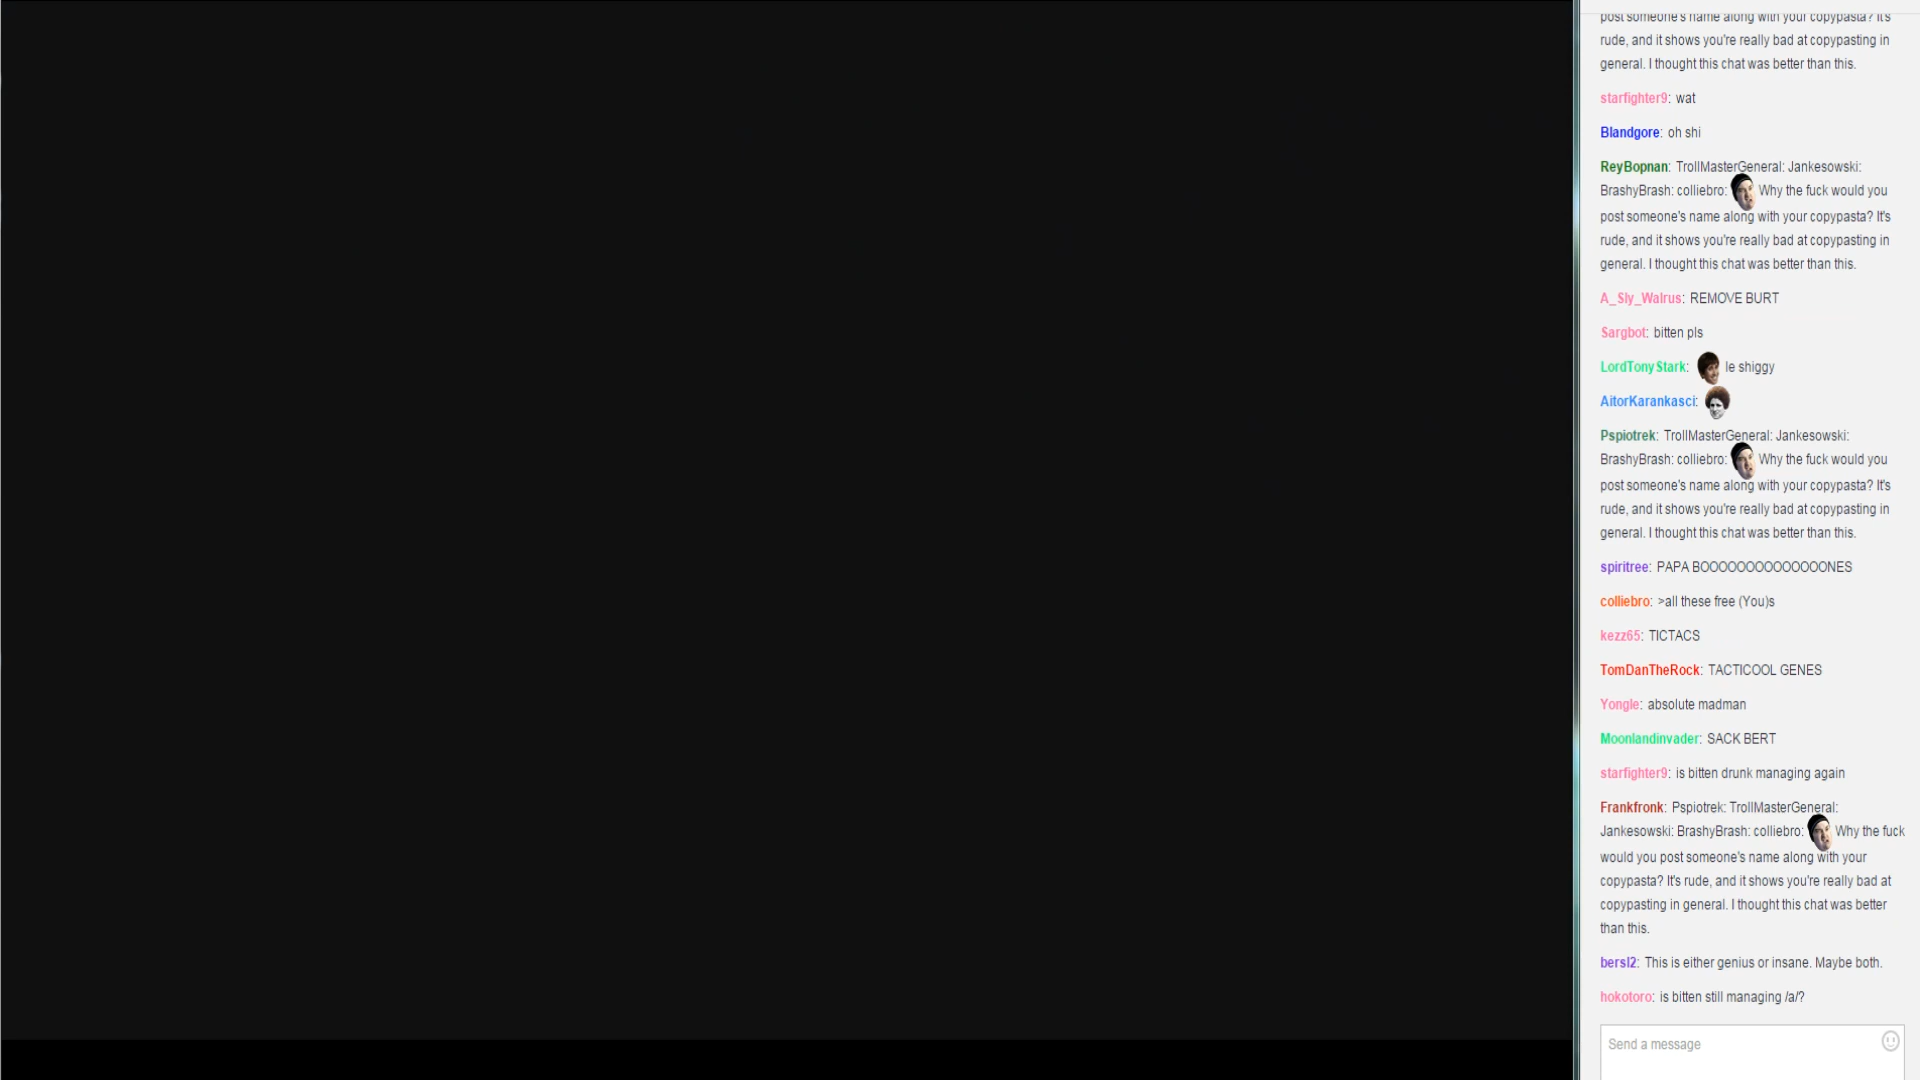 post someone's name along with your copypasta? It's
rude, and it shows you're really bad at copypasting in
general. I thought this chat was better than this.
starfighter9: wat
Blandgore: oh shi
ReyBopnan: TrollMasterGeneral: Jankesowski:
BrashyBrash: colliebro: Why the fuck would you
post someone's name along with your copypasta? It's
rude, and it shows you're really bad at copypasting in
general. I thought this chat was better than this.
A_Sly_Walrus: REMOVE BURT
Sargbot: bitten pls
LordTonyStark: le shiggy
AitorKarankasci:
Pspiotrek: TrollMasterGeneral: Jankesowski:
BrashyBrash: colliebro: Why the fuck would you
post someone's name along with your copypasta? It's
rude, and it shows you're really bad at copypasting in
general. I thought this chat was better than this.
spiritree: PAPA BOOOOOOOOOOOOOONES
colliebro: >all these free (You)s
kezz65: TICTACS
TomDanTheRock: TACTICOOL GENES
Yongle: absolute madman
Moonlandinvader: SACK BERT
starfighter9: is bitten drunk managing again
Frankfronk: Pspiotrek: TrollMasterGeneral:
Jankesowski: BrashyBrash: colliebro: Why the fuck
would you post someone's name along with your
copypasta? It's rude, and it shows you're really bad at
copypasting in general. I thought this chat was better
than this.
bersl2: This is either genius or insane. Maybe both.
hokotoro: is bitten still managing /a/?
Send a message